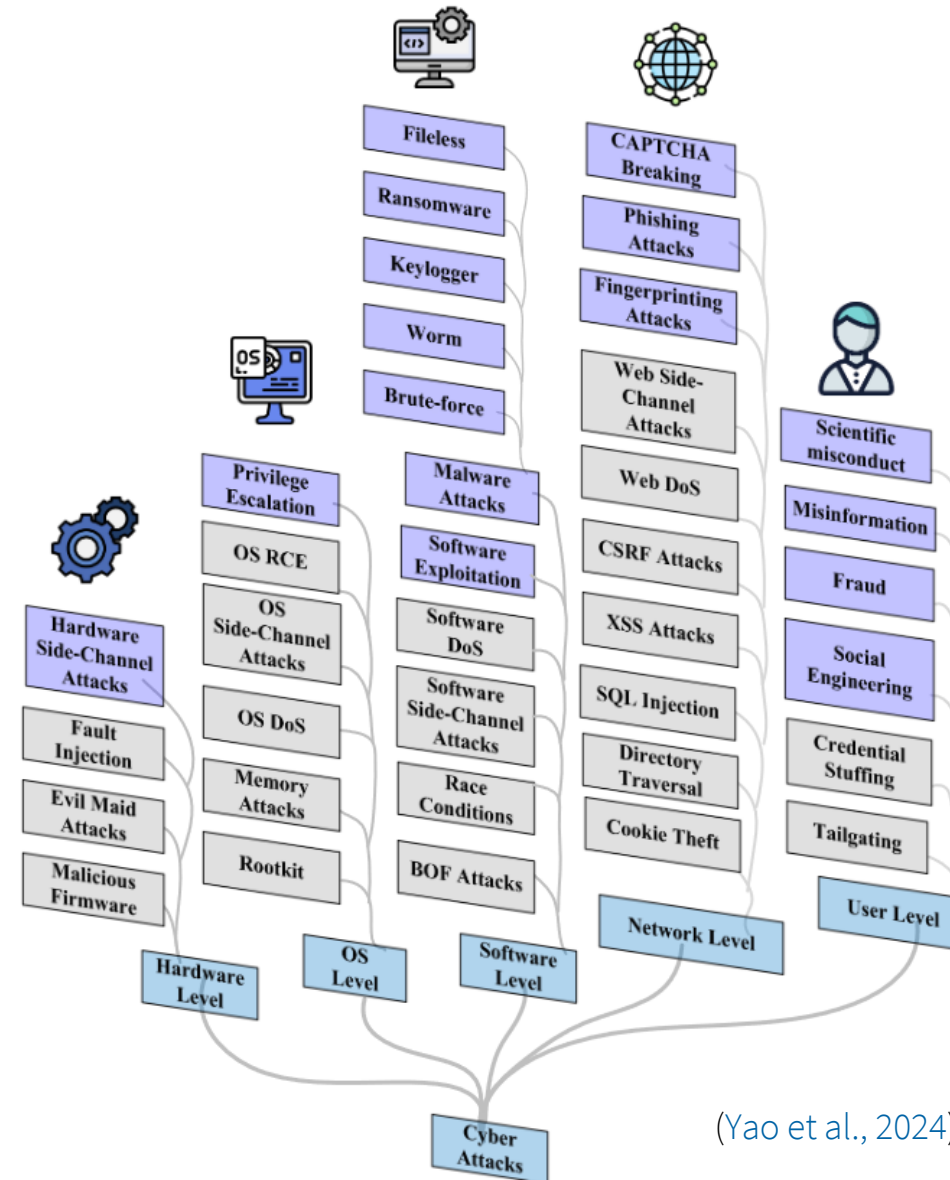 </>
Fileless
Ransomware
Keylogger
Worm
Brute-force
Malware
Attacks
Software
Exploitation
Software
DoS
Software
Side-Channel
Attacks
Race
Conditions
BOF Attacks
Software
Level
CAPTCHA
Breaking
Phishing
Attacks
Fingerprinting
Attacks
Web Side-
Channel
Attacks
Web DoS
CSRF Attacks
XSS Attacks
SQL Injection
Directory
Traversal
Cookie Theft
Network Level
OS
Privilege
Escalation
OS RCE
OS
Side-Channel
Attacks
OS DoS
Memory
Attacks
Rootkit
OS
Level
Scientific
misconduct
Misinformation
Fraud
Social
Engineering
Credential
Stuffing
Tailgating
User Level
Hardware
Side-Channel
Attacks
Fault
Injection
Evil Maid
Attacks
Malicious
Firmware
Hardware
Level
Cyber
Attacks
(Yao et al., 2024)